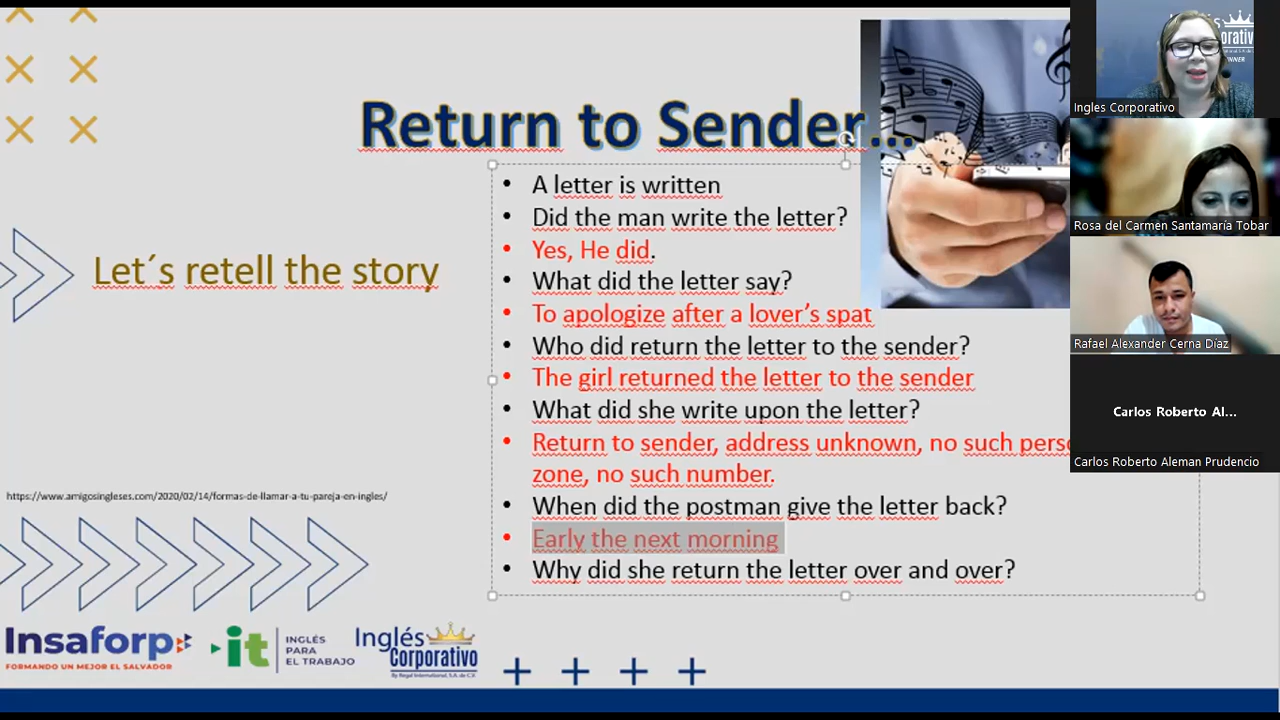 Return to Sender...
• A letter is written
• Did the man write the letter?
• Yes, He did.
• What did the letter say?
• To apologize after a lover’s spat
• Who did return the letter to the sender?
• The girl returned the letter to the sender
• What did she write upon the letter?
• Return to sender, address unknown, no such
zone, no such number.
• When did the postman give the letter back?
• Early the next morning
• Why did she return the letter over and over?
Let´s retell the story
https://www.amigosingleses.com/2020/02/14/formas-de-llamar-a-tu-pareja-en-ingles/
Insaforp
FORMANDO UN MEJOR EL SALVADOR
it
INGLÉS
PARA
EL TRABAJO
Inglés
Corporativo
By Regal International, S.A. de C.V.
Ingles Corporativo
Rosa del Carmen Santamaría Tobar
Rafael Alexander Cerna Díaz
Carlos Roberto Al...
Carlos Roberto Aleman Prudencio